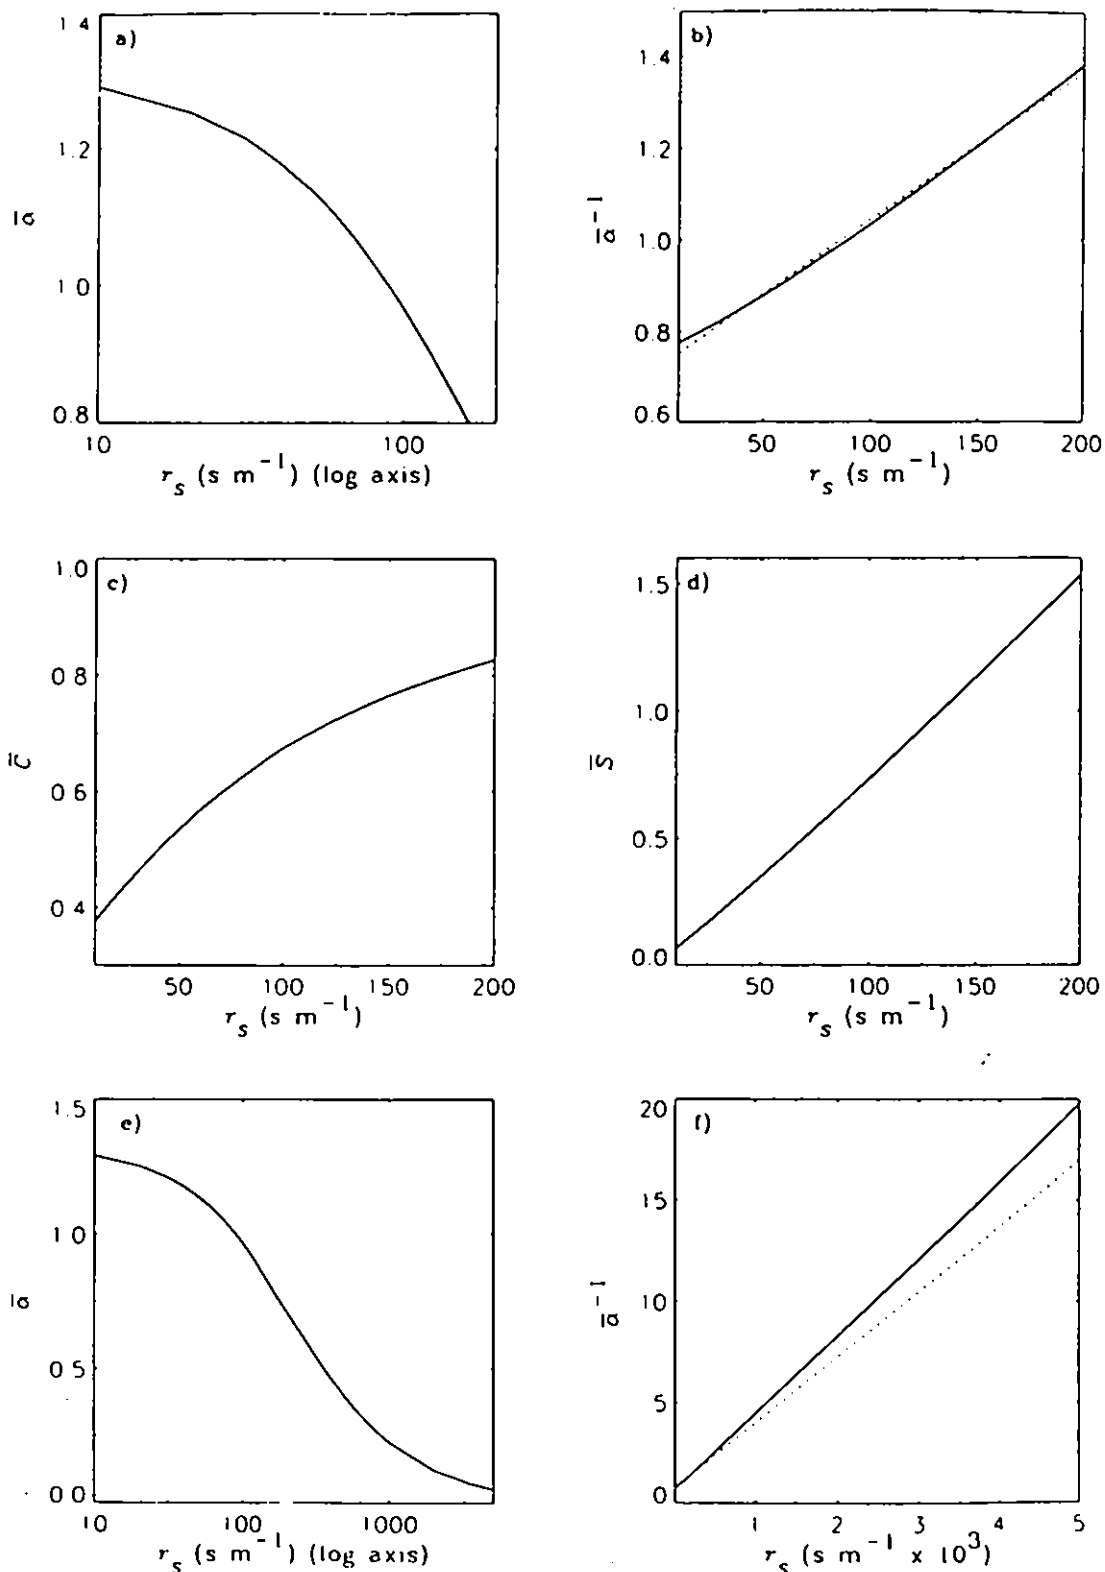 a)
1.4
1.2
1.0
0.8
α̅
10 100
r_s (s m⁻¹) (log axis)
b)
1.4
1.2
1.0
0.8
0.6
α̅⁻¹
50 100 150 200
r_s (s m⁻¹)
c)
1.0
0.8
0.6
0.4
C̅
50 100 150 200
r_s (s m⁻¹)
d)
1.5
1.0
0.5
0.0
S̅
50 100 150 200
r_s (s m⁻¹)
e)
1.5
1.0
0.5
0.0
α̅
10 100 1000
r_s (s m⁻¹) (log axis)
f)
20
15
10
5
0
α̅⁻¹
1 2 3 4 5
r_s (s m⁻¹ x 10³)